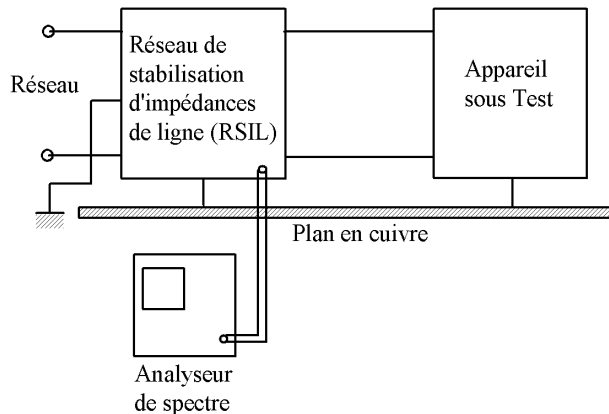 Réseau
Réseau de
stabilisation
d'impédances
de ligne (RSIL)
Appareil
sous Test
Plan en cuivre
Analyseur
de spectre